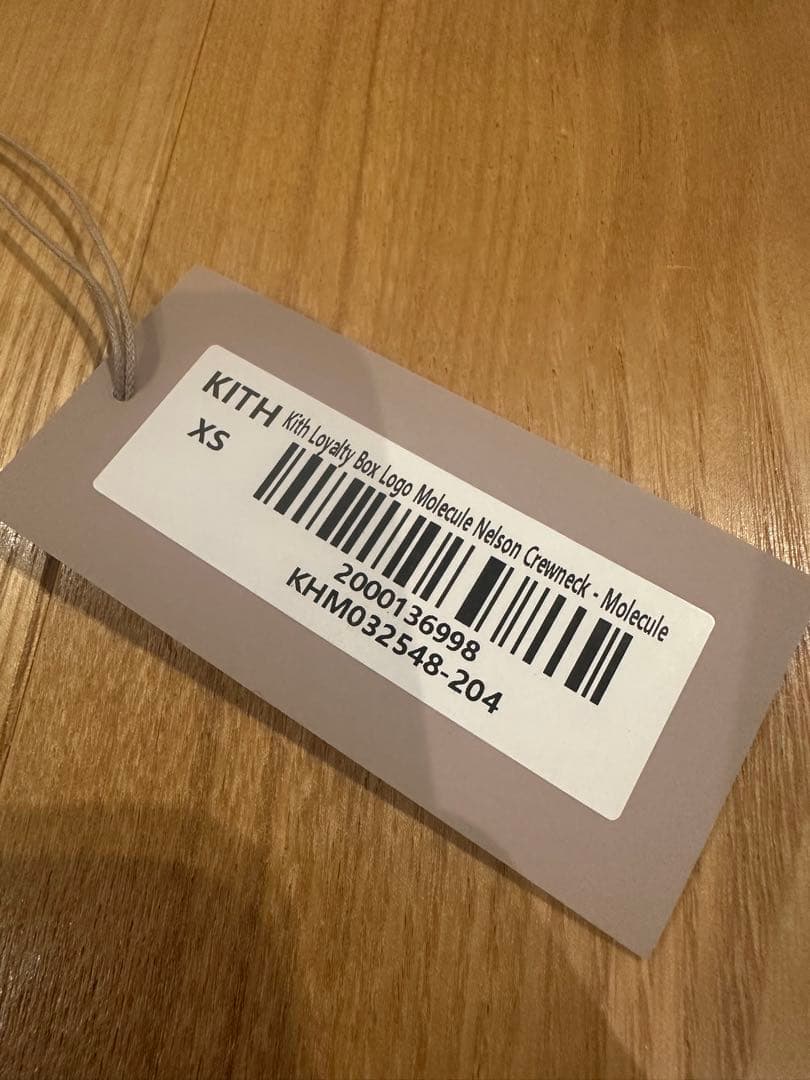 KITH Kith Loyalty Box Logo Molecule Nelson Crewneck - Molecule
XS
2000136998
KHM032548-204